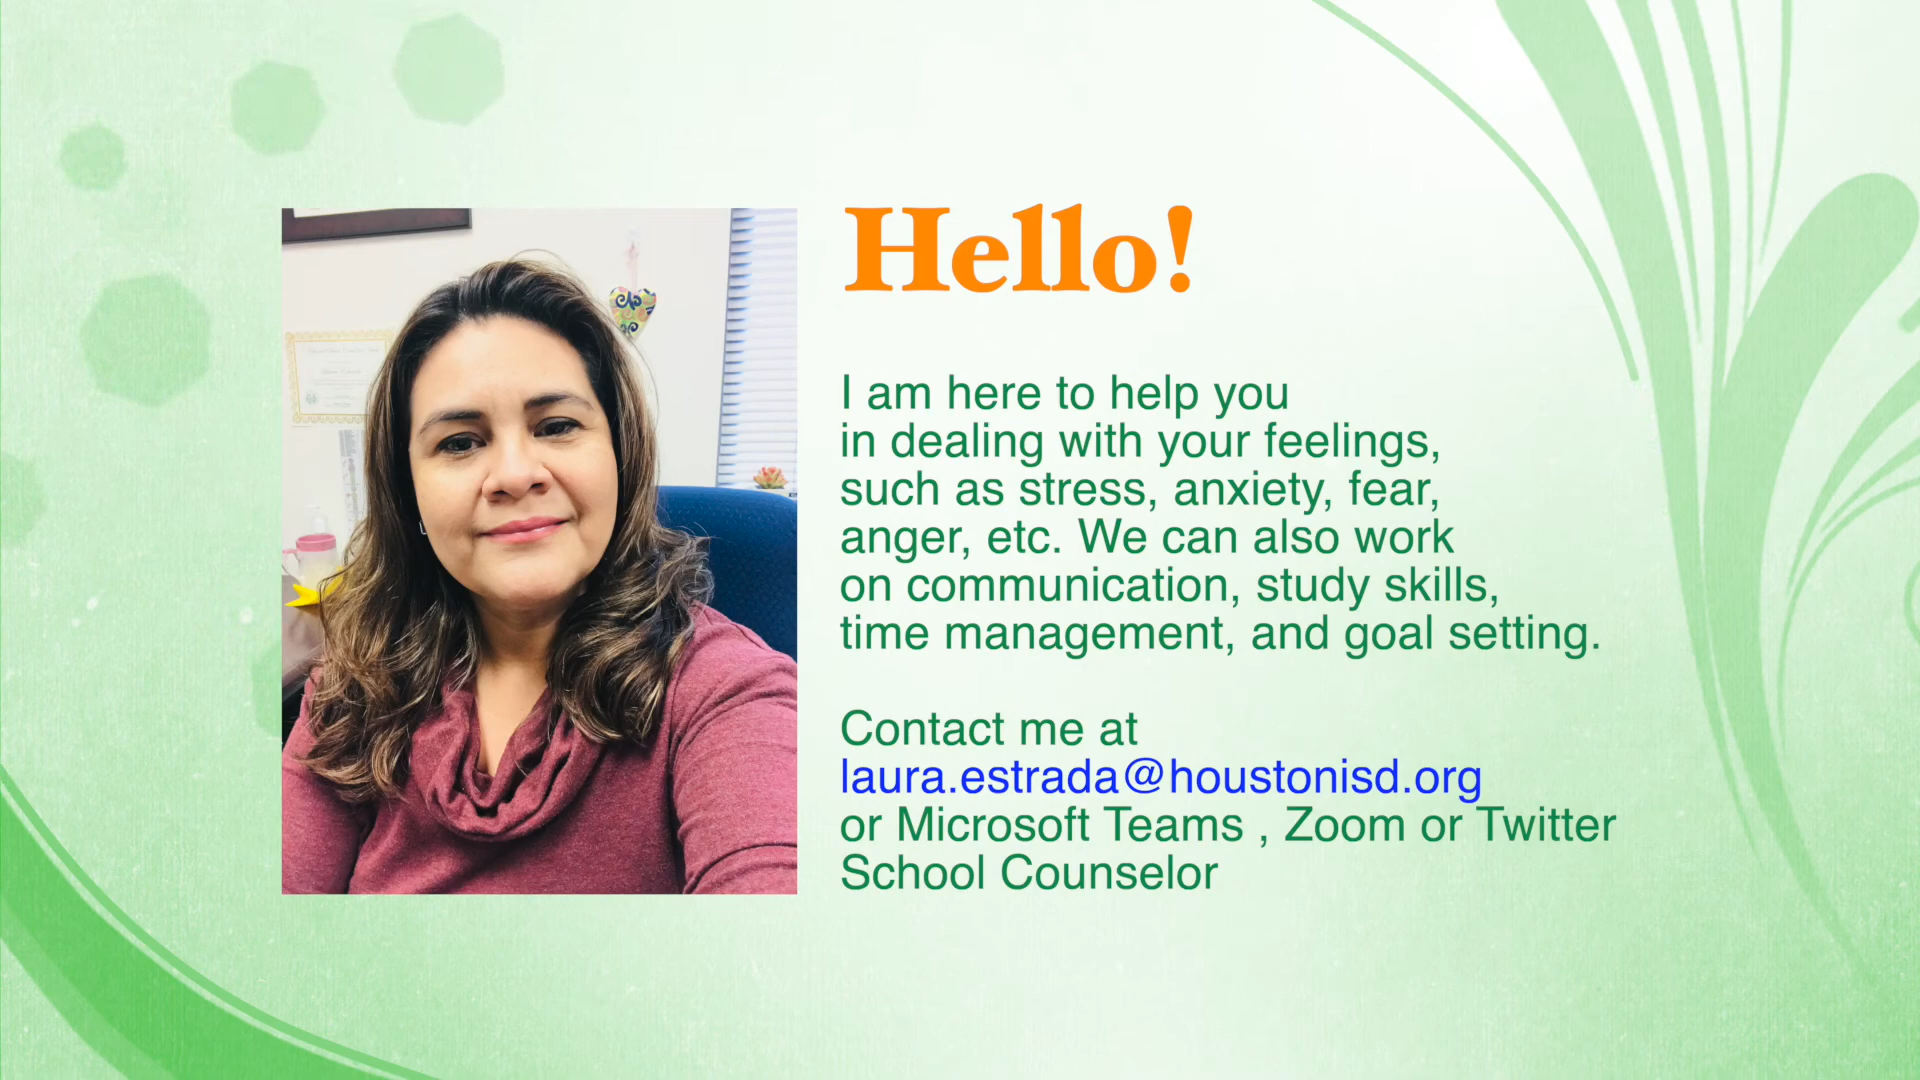 Hello!
I am here to help you
in dealing with your feelings,
such as stress, anxiety, fear,
anger, etc. We can also work
on communication, study skills,
time management, and goal setting.
Contact me at
laura.estrada@houstonisd.org
or Microsoft Teams , Zoom or Twitter
School Counselor